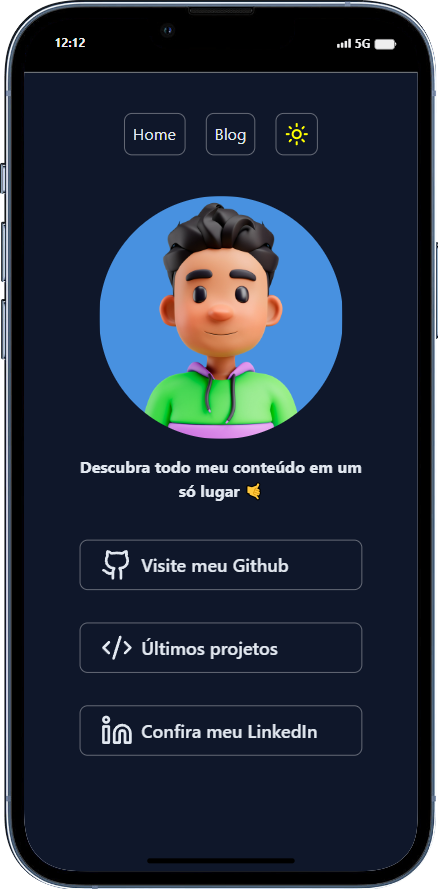 12:12
5G
Home
Blog
Descubra todo meu conteúdo em um
só lugar 🤙
Visite meu Github
Últimos projetos
Confira meu LinkedIn